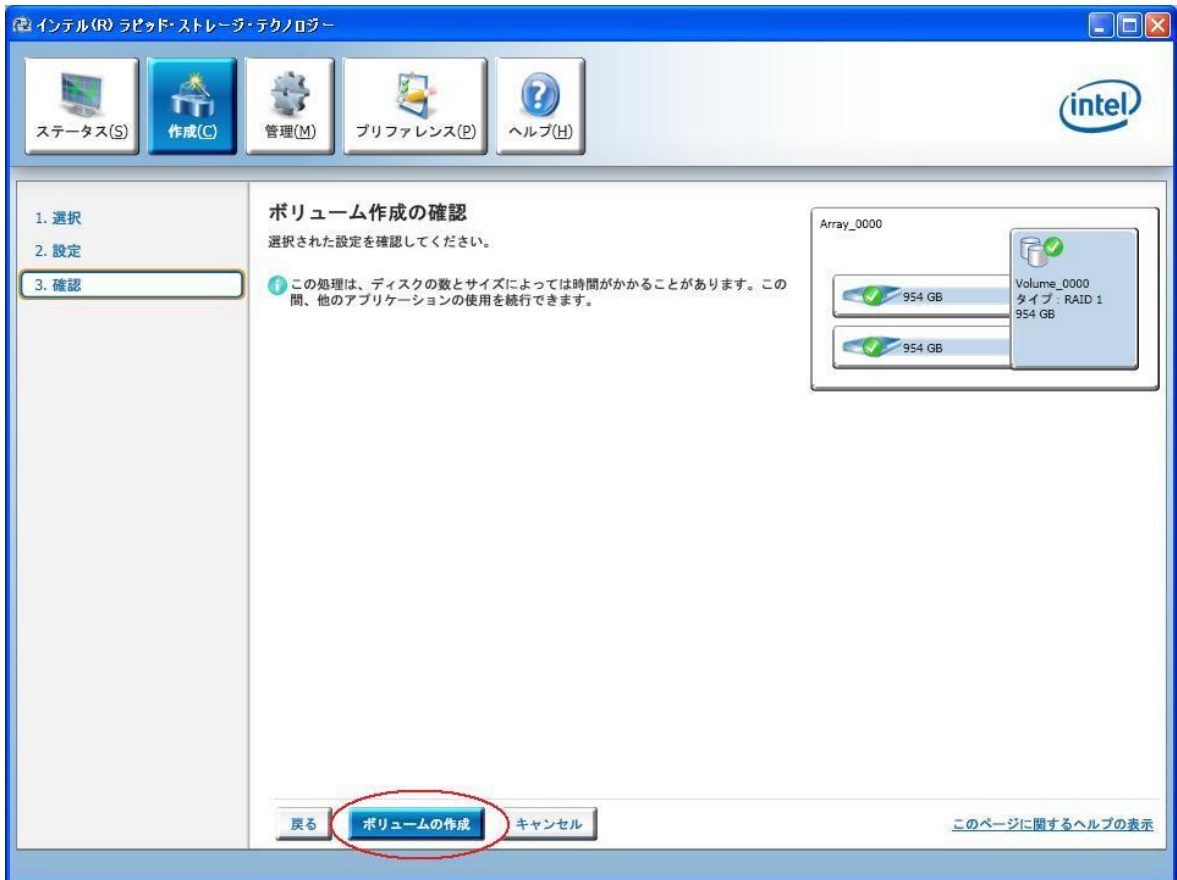 インテル(R) ラピッド・ストレージ・テクノロジー
ステータス(S)
作成(C)
管理(M)
プリファレンス(P)
ヘルプ(H)
intel
1. 選択
2. 設定
3. 確認
ボリューム作成の確認
選択された設定を確認してください。
この処理は、ディスクの数とサイズによっては時間がかかることがあります。この
間、他のアプリケーションの使用を続行できます。
Array_0000
954 GB
954 GB
Volume_0000
タイプ : RAID 1
954 GB
戻る
ボリュームの作成
キャンセル
このページに関するヘルプの表示